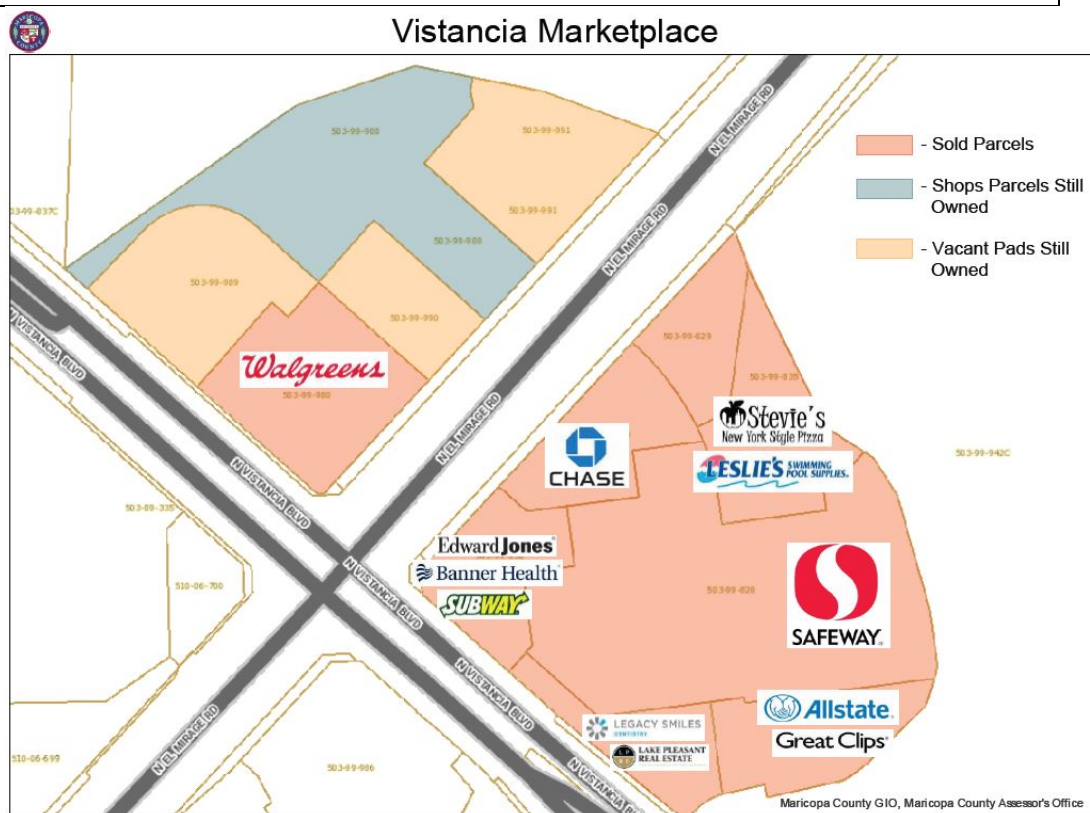 MARICOPA
COUNTY
Vistancia Marketplace
N EL MIRAGE RD
503-99-988
503-99-991
- Sold Parcels
- Shops Parcels Still
Owned
- Vacant Pads Still
Owned
503-99-991
503-99-988
N EL MIRAGE RD
N VISTANCIA BLVD
503-99-989
503-99-990
Walgreens
503-99-980
503-99-829
503-99-835
N EL MIRAGE RD
Stevie's
New York Style Pizza
CHASE
LESLIE'S SWIMMING
POOL SUPPLIES.
503-99-942C
N VISTANCIA BLVD
503-89-335
Edward Jones
Banner Health
SUBWAY
N VISTANCIA BLVD
510-06-700
503-99-828
SAFEWAY
N VISTANCIA BLVD
LEGACY SMILES
DENTISTRY
LAKE PLEASANT
REAL ESTATE
Allstate
Great Clips
N EL MIRAGE RD
510-06-699
503-99-986
N VISTANCIA
Maricopa County GIO, Maricopa County Assessor's Office